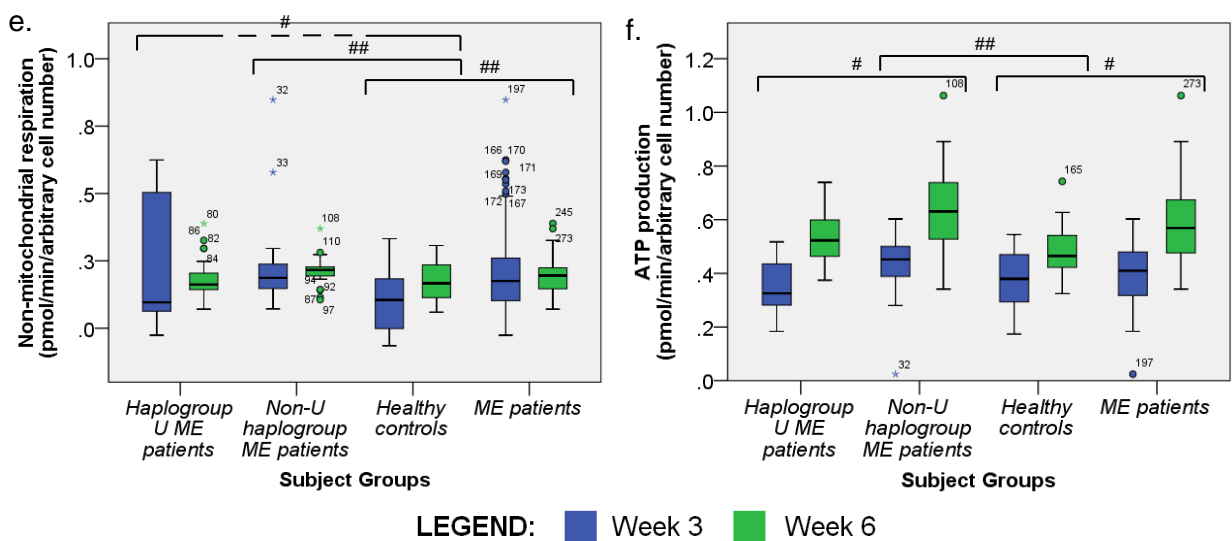 e.
#
##
##
Non-mitochondrial respiration
(pmol/min/arbitrary cell number)
1.0
.8
.5
.3
.0
32
33
197
166 170
171
169
173
172 167
80
86
82
84
108
110
94
92
87
97
245
273
Haplogroup
U ME
patients
Non-U
haplogroup
ME patients
Healthy
controls
ME patients
Subject Groups
f.
#
##
#
ATP production
(pmol/min/arbitrary cell number)
1.2
1.0
.8
.6
.4
.2
.0
108
273
165
32
197
Haplogroup
U ME
patients
Non-U
haplogroup
ME patients
Healthy
controls
ME patients
Subject Groups
LEGEND: Week 3 Week 6